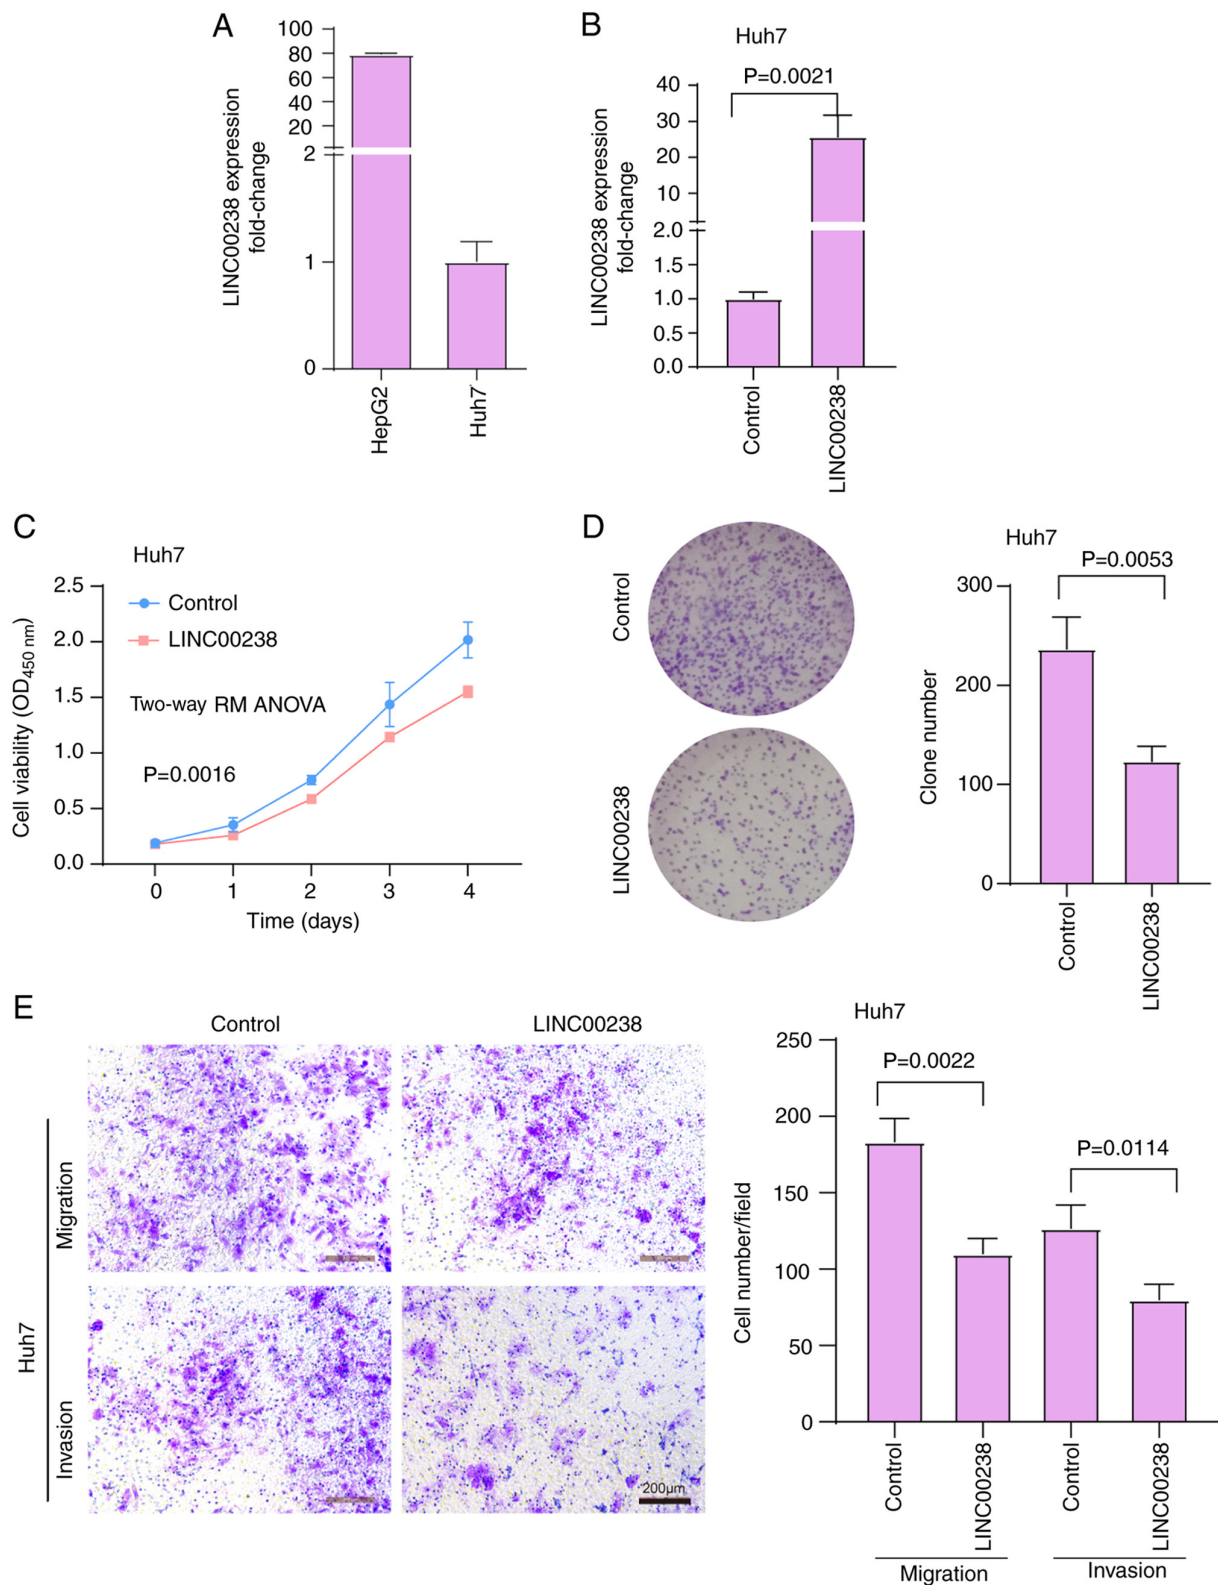 A
LINC00238 expression
fold-change
100
80
60
40
20
2
1
0
HepG2
Huh7
B
Huh7
P=0.0021
LINC00238 expression
fold-change
40
30
20
10
2.0
1.5
1.0
0.5
0.0
Control
LINC00238
C
Huh7
Cell viability (OD450 nm)
2.5
2.0
1.5
1.0
0.5
0.0
Control
LINC00238
Two-way RM ANOVA
P=0.0016
0 1 2 3 4
Time (days)
D
Control
LINC00238
Huh7
P=0.0053
Clone number
300
200
100
0
Control
LINC00238
E
Control LINC00238
Huh7
Migration
Invasion
200μm
Huh7
P=0.0022
P=0.0114
Cell number/field
250
200
150
100
50
0
Control
LINC00238
Control
LINC00238
Migration Invasion